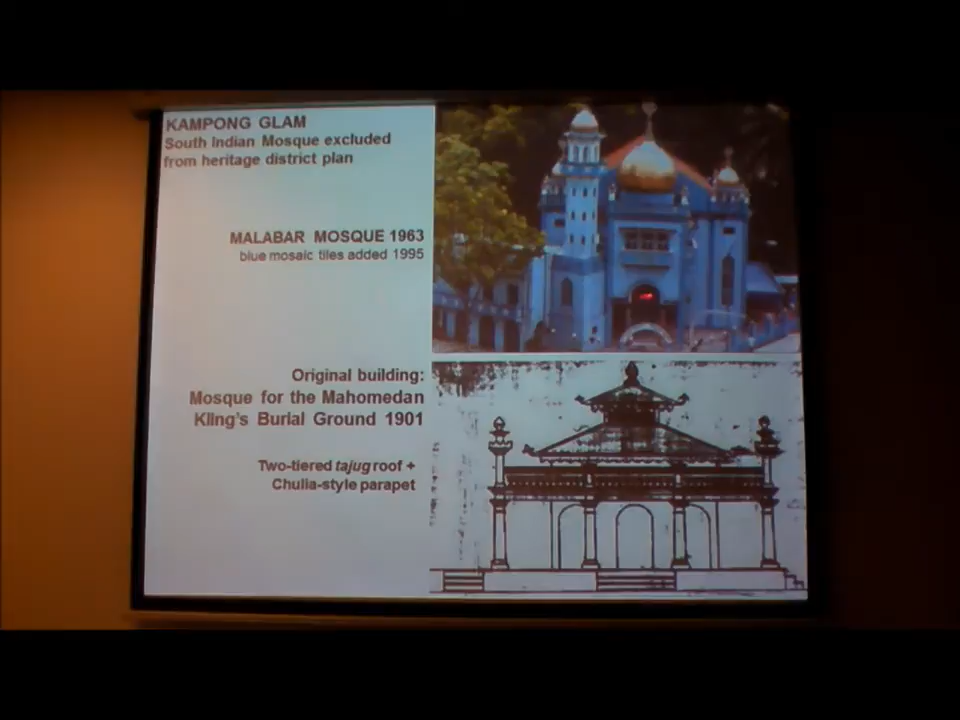 KAMPONG GLAM
South Indian Mosque excluded
from heritage district plan
MALABAR MOSQUE 1963
blue mosaic tiles added 1995
Original building:
Mosque for the Mahomedan
Kling's Burial Ground 1901
Two-tiered tajug roof +
Chulia-style parapet